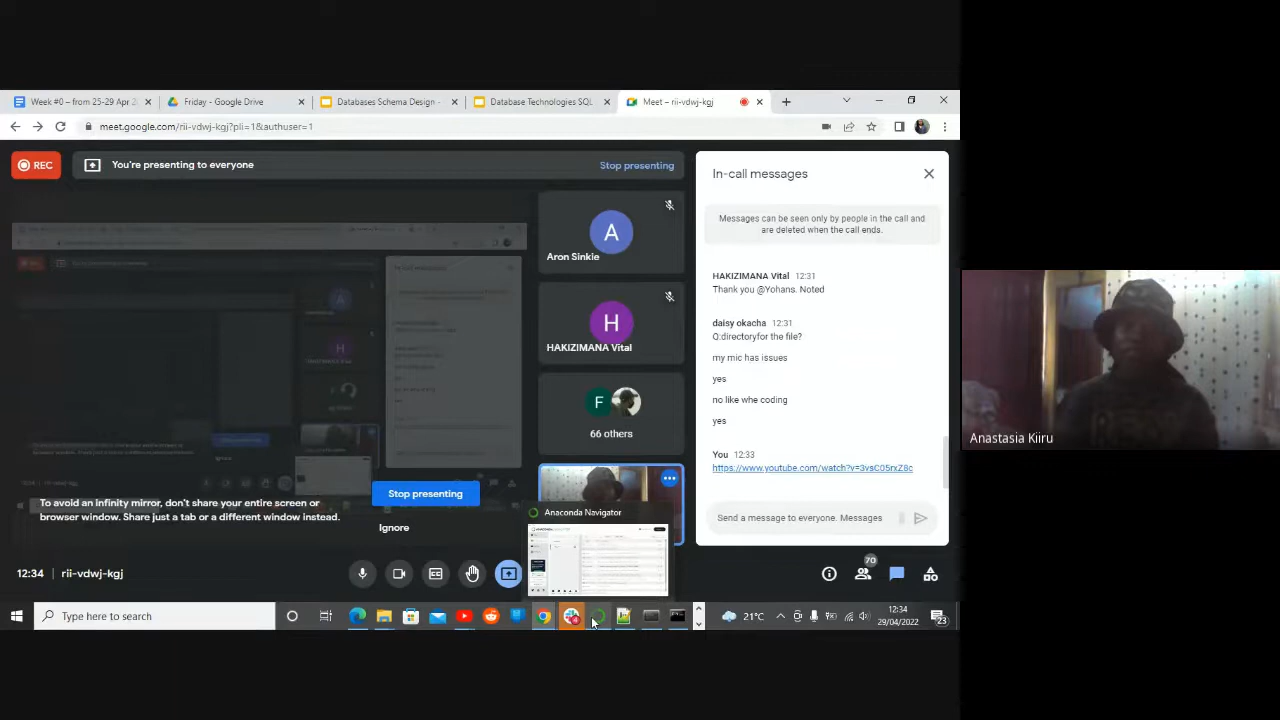 Week #0 – from 25-29 Apr 2
Friday - Google Drive
Databases Schema Design -
Database Technologies SQL
Meet – rii-vdwj-kgj
meet.google.com/rii-vdwj-kgj?pli=1&authuser=1
REC
You're presenting to everyone
Stop presenting
A
Aron Sinkie
H
HAKIZIMANA Vital
F
66 others
In-call messages
Messages can be seen only by people in the call and
are deleted when the call ends.
HAKIZIMANA Vital 12:31
Thank you @Yohans. Noted
daisy okacha 12:31
Q:directoryfor the file?
my mic has issues
yes
no like whe coding
yes
You 12:33
https://www.youtube.com/watch?v=3vsC05rxZ8c
Send a message to everyone. Messages
Stop presenting
To avoid an infinity mirror, don't share your entire screen or
browser window. Share just a tab or a different window instead.
Ignore
Anaconda Navigator
12:34 | rii-vdwj-kgj
70
Type here to search
21°C
12:34
29/04/2022
23
Anastasia Kiiru